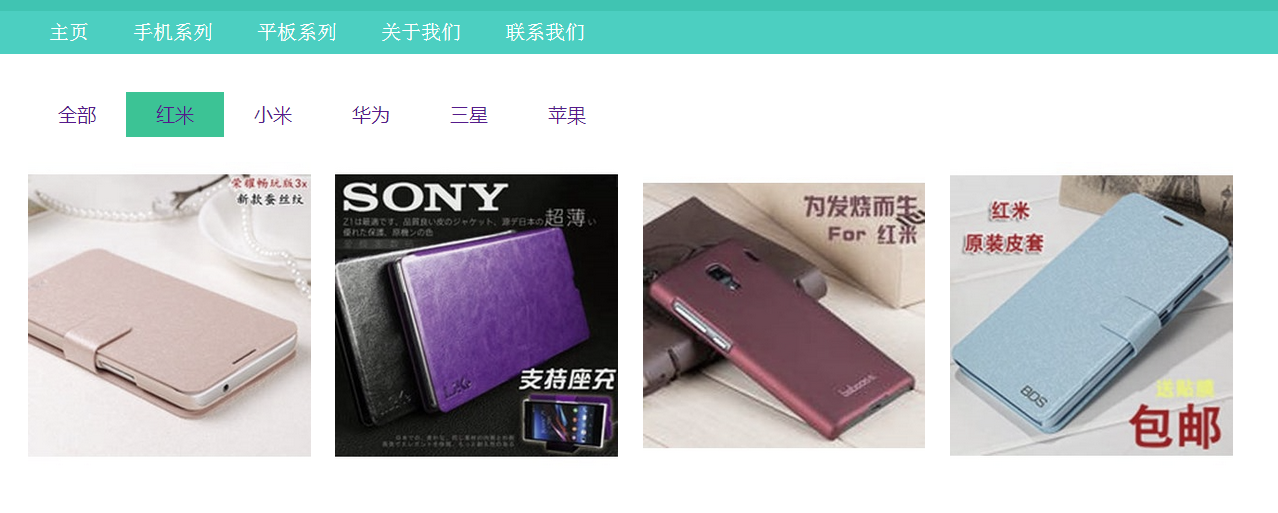 主页 手机系列 平板系列 关于我们 联系我们
全部 红米 小米 华为 三星 苹果
荣耀畅玩版3x
新款蚕丝纹
SONY
超薄
支持座充
为发烧而生
For 红米
红米
原装皮套
BDS
送贴膜
包邮